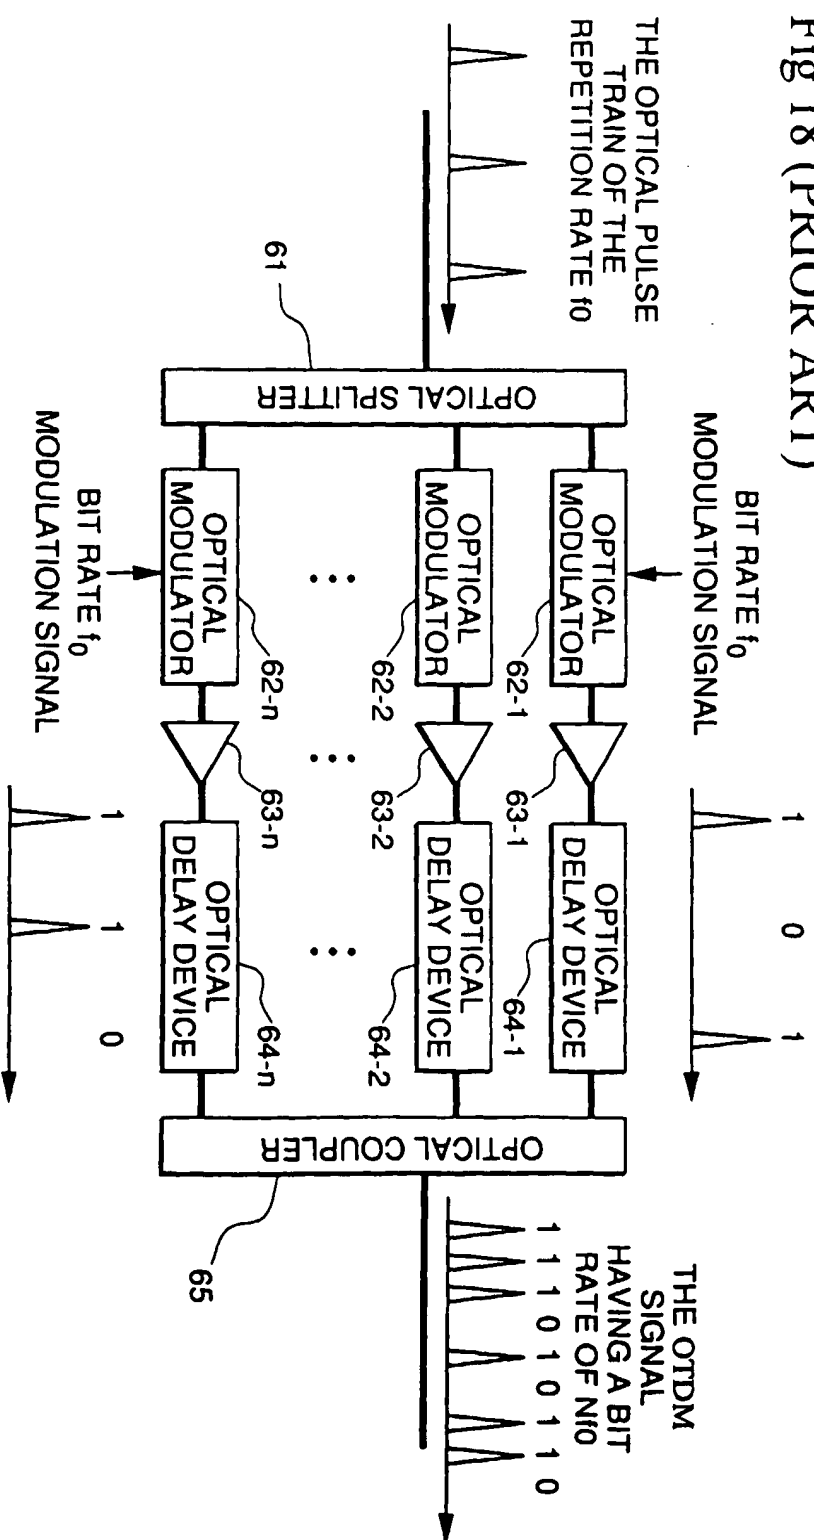 Fig 18 (PRIOR ART)
THE OPTICAL PULSE
TRAIN OF THE
REPETITION RATE f0
61
OPTICAL SPLITTER
BIT RATE f0
MODULATION SIGNAL
OPTICAL
MODULATOR
62-1
63-1
OPTICAL
DELAY DEVICE
64-1
1 0 1
OPTICAL
MODULATOR
62-2
63-2
OPTICAL
DELAY DEVICE
64-2
...
...
...
OPTICAL
MODULATOR
62-n
63-n
OPTICAL
DELAY DEVICE
64-n
BIT RATE f0
MODULATION SIGNAL
1 1 0
OPTICAL COUPLER
65
THE OTDM
SIGNAL
HAVING A BIT
RATE OF Nf0
1 1 1 0 1 0 1 1 0